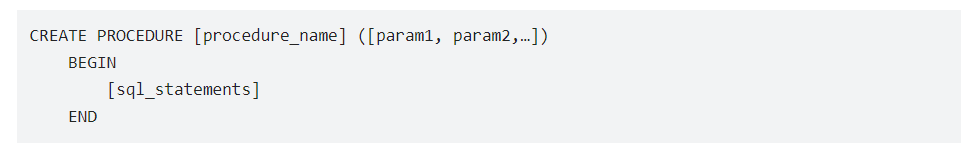 CREATE PROCEDURE [procedure_name] ([param1, param2,…])
BEGIN
[sql_statements]
END